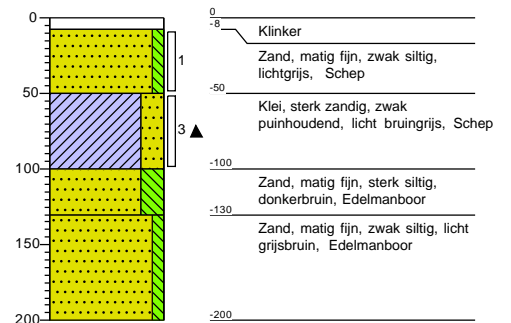 0
50
100
150
200
1
3
0
-8
Klinker
Zand, matig fijn, zwak siltig,
lichtgrijs, Schep
-50
Klei, sterk zandig, zwak
puinhoudend, licht bruingrijs, Schep
-100
Zand, matig fijn, sterk siltig,
donkerbruin, Edelmanboor
-130
Zand, matig fijn, zwak siltig, licht
grijsbruin, Edelmanboor
-200